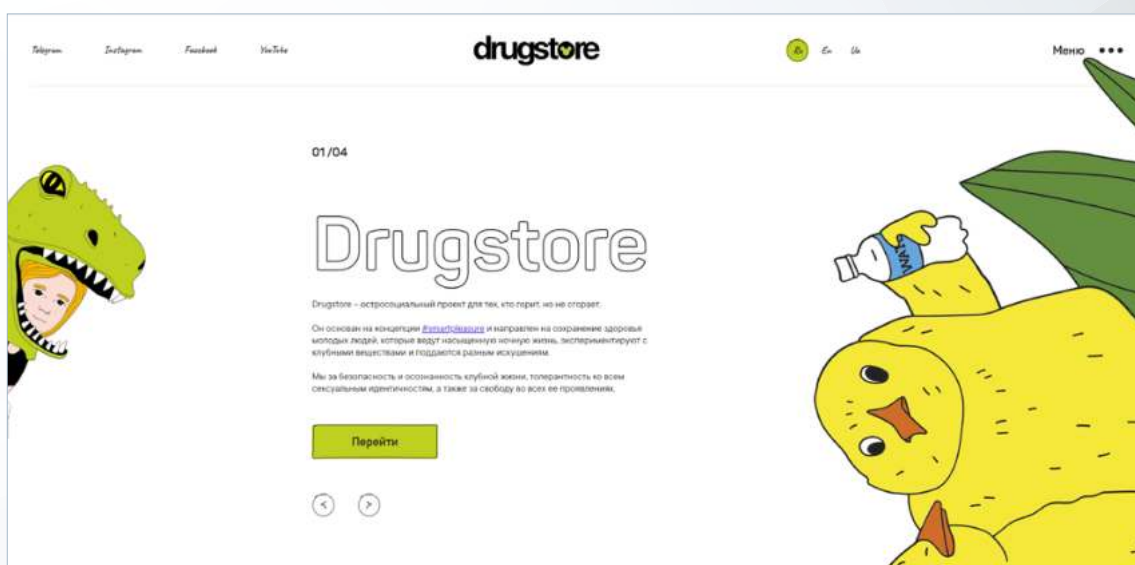 Telegram Instagram Facebook YouTube drugstore Ru En Ua Меню
01/04
Drugstore
Drugstore – остросоциальный проект для тех, кто горит, но не сгорает.
Он основан на концепции #smartpleasure и направлен на сохранение здоровья
молодых людей, которые ведут насыщенную ночную жизнь, экспериментируют с
клубными веществами и поддаются разным искушениям.
Мы за безопасность и осознанность клубной жизни, толерантность ко всем
сексуальным идентичностям, а также за свободу во всех ее проявлениях.
Перейти